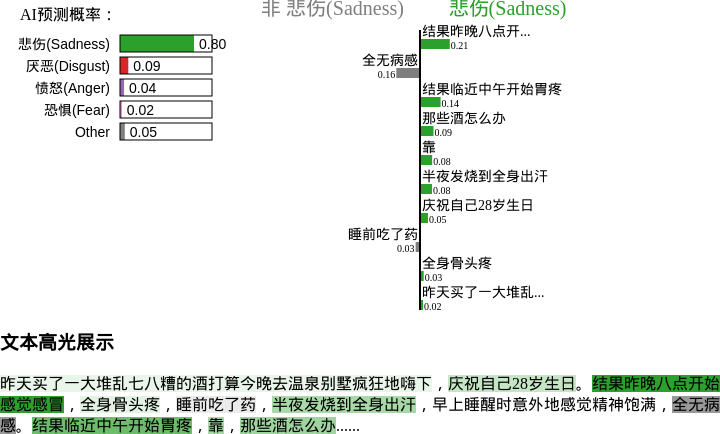 AI预测概率：
悲伤(Sadness) 0.80
厌恶(Disgust) 0.09
愤怒(Anger) 0.04
恐惧(Fear) 0.02
Other 0.05
非 悲伤(Sadness) 悲伤(Sadness)
结果昨晚八点开...
0.21
全无病感
0.16
结果临近中午开始胃疼
0.14
那些酒怎么办
0.09
靠
0.08
半夜发烧到全身出汗
0.08
庆祝自己28岁生日
0.05
睡前吃了药
0.03
全身骨头疼
0.03
昨天买了一大堆乱...
0.02
文本高光展示
昨天买了一大堆乱七八糟的酒打算今晚去温泉别墅疯狂地嗨下，庆祝自己28岁生日。结果昨晚八点开始
感觉感冒，全身骨头疼，睡前吃了药，半夜发烧到全身出汗，早上睡醒时意外地感觉精神饱满，全无病
感。结果临近中午开始胃疼，靠，那些酒怎么办......